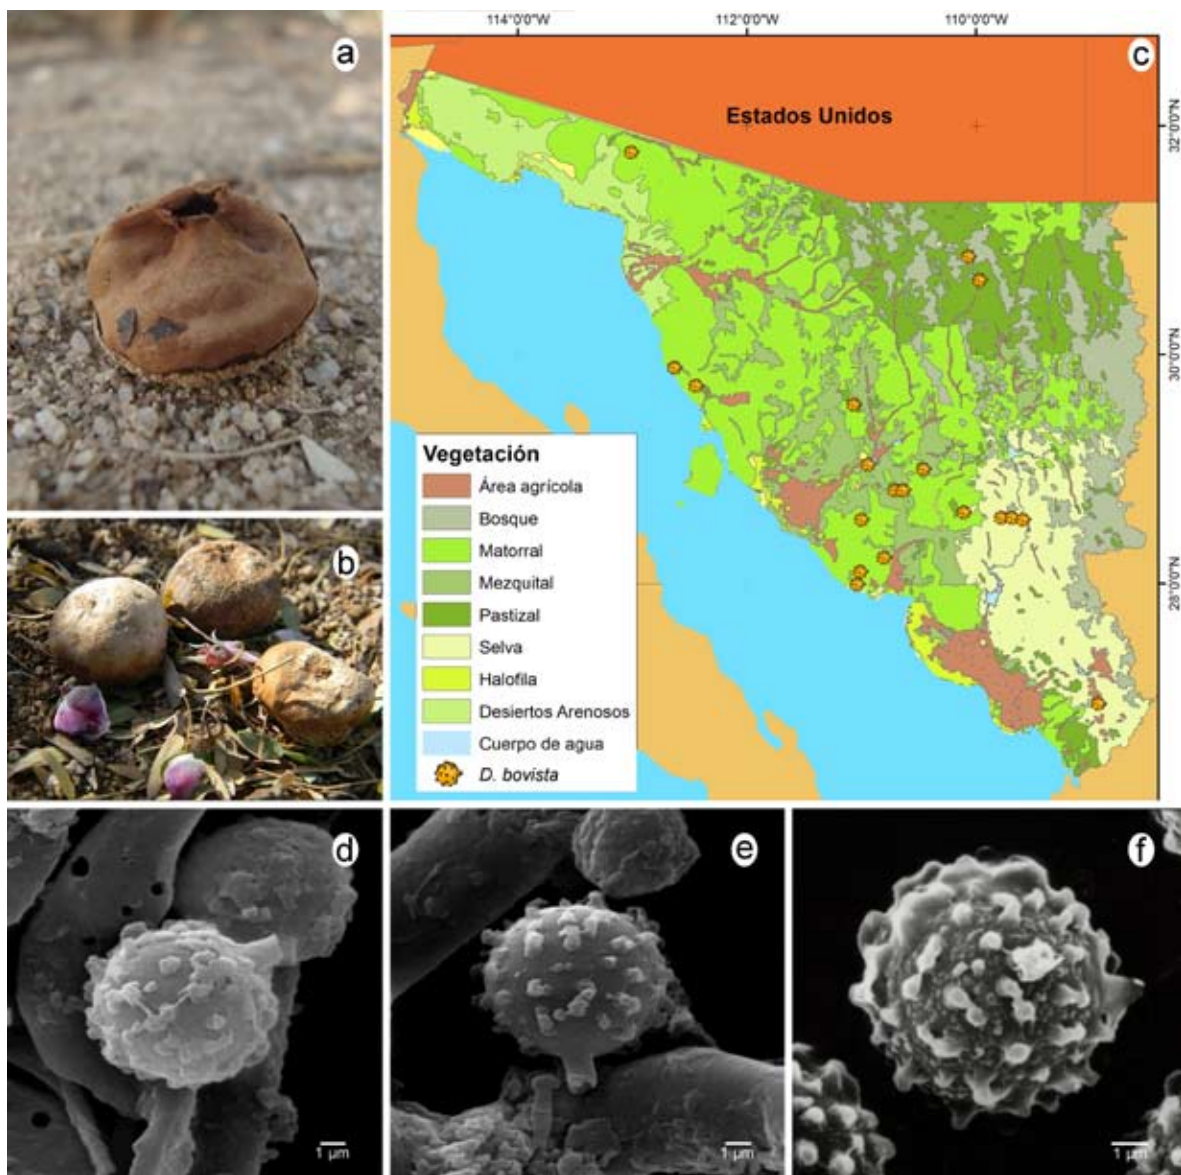 a
114°0'0"W
112°0'0"W
110°0'0"W
c
Estados Unidos
32°0'0"N
30°0'0"N
28°0'0"N
Vegetación
Área agrícola
Bosque
Matorral
Mezquital
Pastizal
Selva
Halofila
Desiertos Arenosos
Cuerpo de agua
D. bovista
b
d
1 µm
e
1 µm
f
1 µm